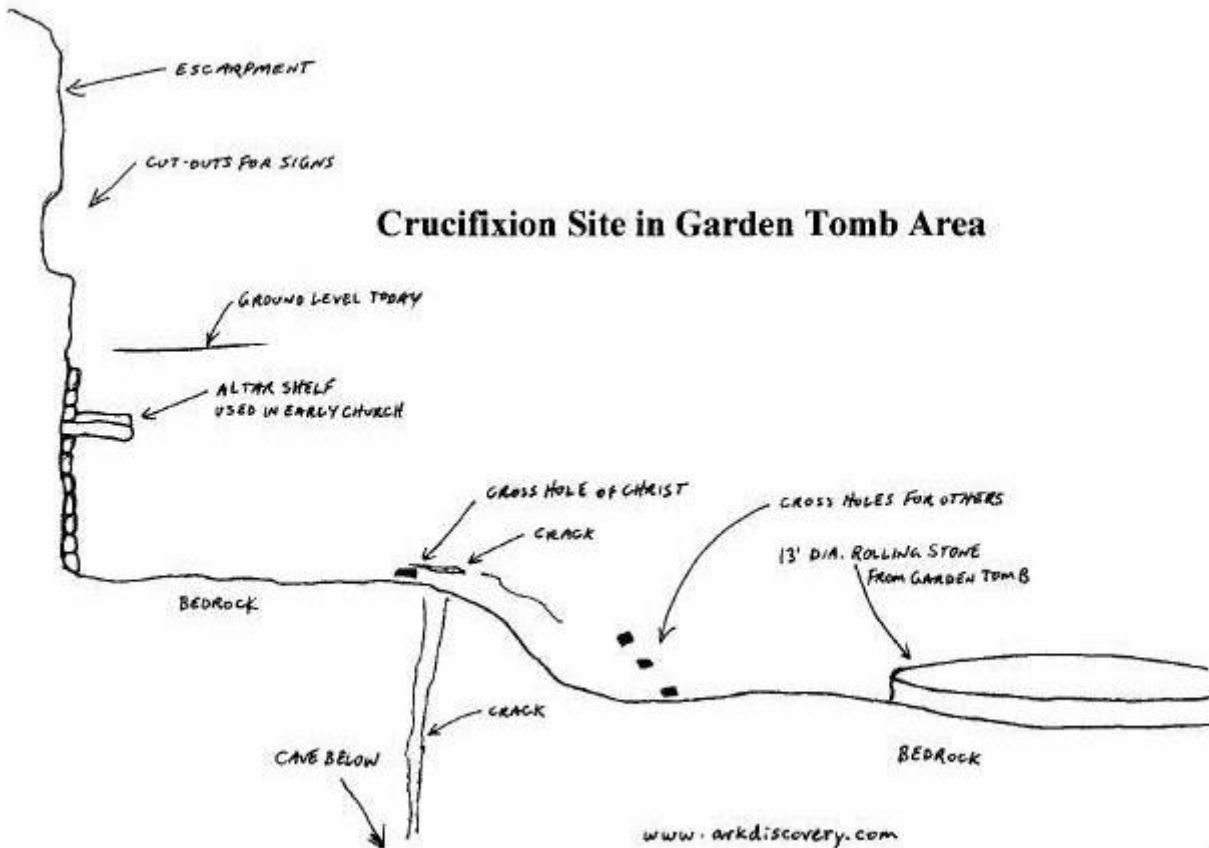 ESCARPMENT
CUT-OUTS FOR SIGNS
Crucifixion Site in Garden Tomb Area
GROUND LEVEL TODAY
ALTAR SHELF
USED IN EARLY CHURCH
CROSS HOLE OF CHRIST
CRACK
CROSS HOLES FOR OTHERS
13' DIA. ROLLING STONE
FROM GARDEN TOMB
BEDROCK
CRACK
CAVE BELOW
BEDROCK
www.arkdiscovery.com